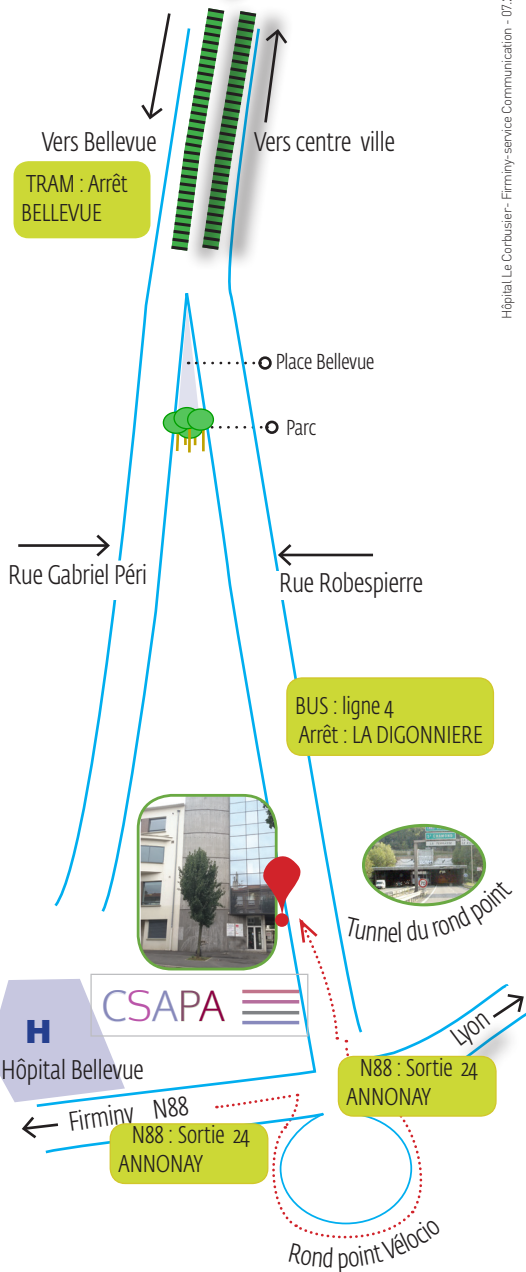 Hôpital Le Corbusier- Firminy-service Communication - 07.
Vers Bellevue
Vers centre ville
TRAM : Arrêt
BELLEVUE
Place Bellevue
Parc
Rue Gabriel Péri
Rue Robespierre
BUS : ligne 4
Arrêt : LA DIGONNIERE
Tunnel du rond point
CSAPA
H
Hôpital Bellevue
Lyon
N88 : Sortie 24
ANNONAY
Firminy N88
N88 : Sortie 24
ANNONAY
Rond point Vélocio